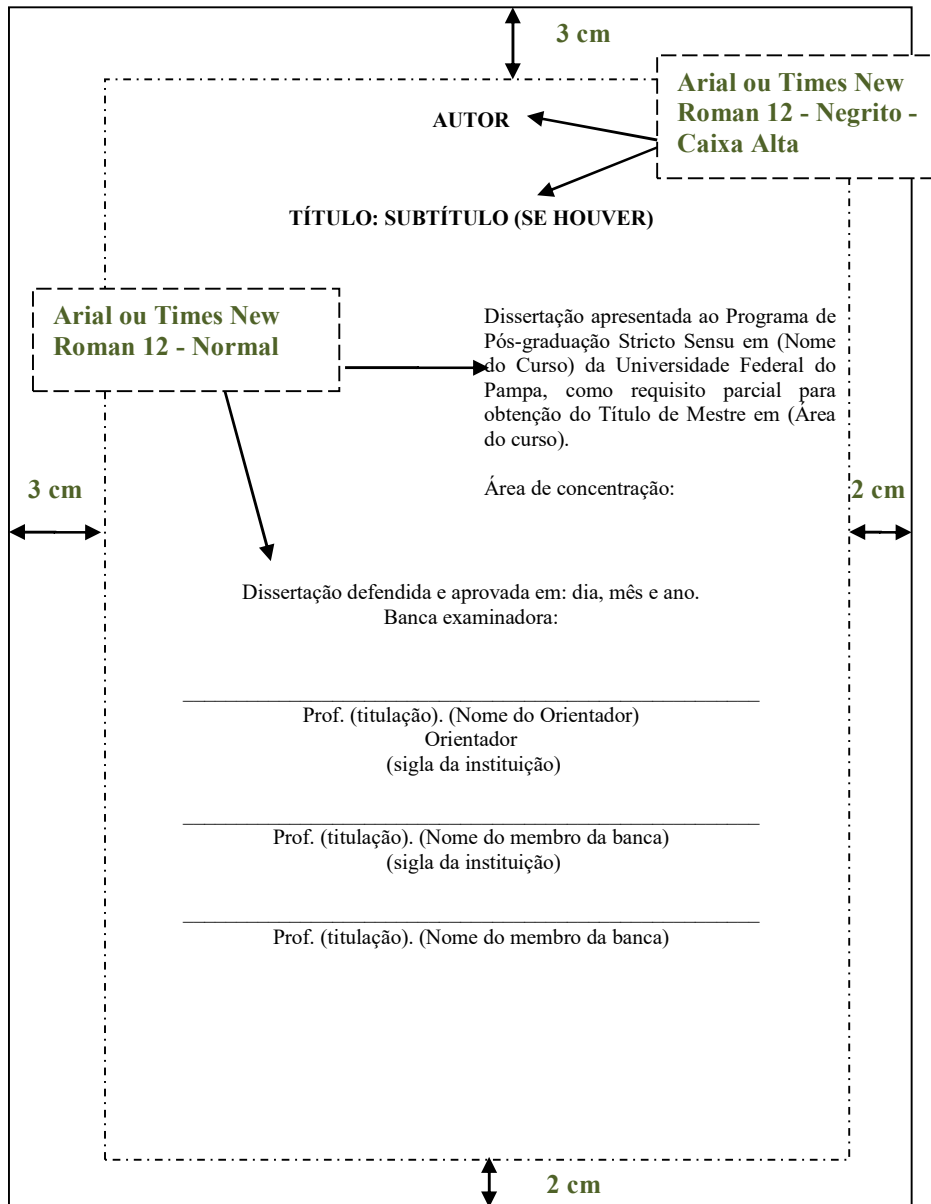 3 cm
Arial ou Times New
Roman 12 - Negrito -
Caixa Alta
AUTOR
TÍTULO: SUBTÍTULO (SE HOUVER)
Arial ou Times New
Roman 12 - Normal
Dissertação apresentada ao Programa de
Pós-graduação Stricto Sensu em (Nome
do Curso) da Universidade Federal do
Pampa, como requisito parcial para
obtenção do Título de Mestre em (Área
do curso).
Área de concentração:
3 cm
2 cm
Dissertação defendida e aprovada em: dia, mês e ano.
Banca examinadora:
Prof. (titulação). (Nome do Orientador)
Orientador
(sigla da instituição)
Prof. (titulação). (Nome do membro da banca)
(sigla da instituição)
Prof. (titulação). (Nome do membro da banca)
2 cm